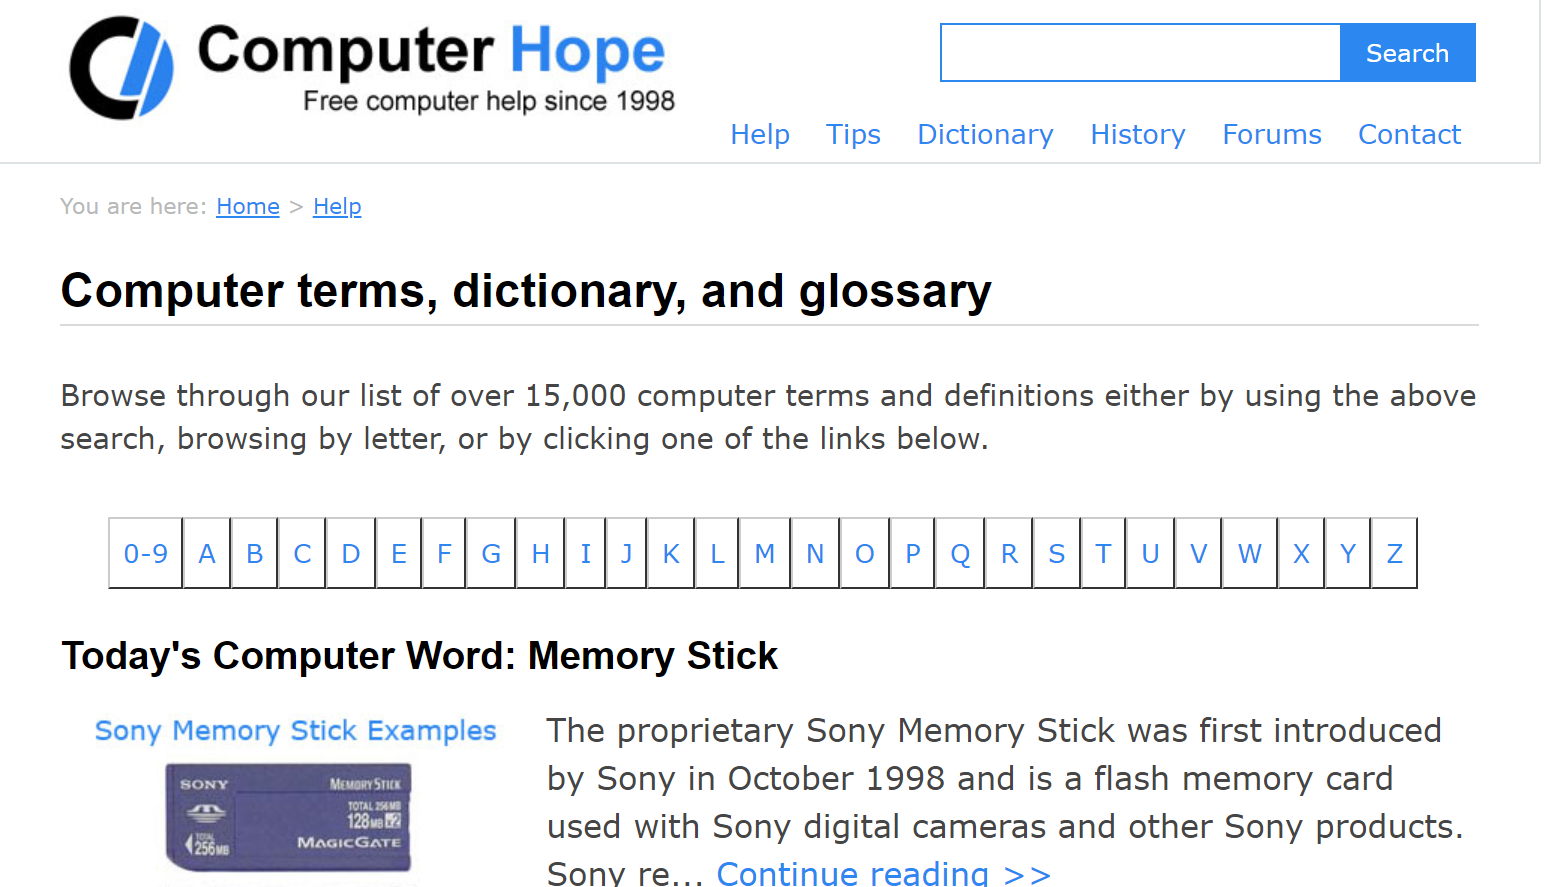 Computer Hope
Free computer help since 1998
Search
Help Tips Dictionary History Forums Contact
You are here: Home > Help
Computer terms, dictionary, and glossary
Browse through our list of over 15,000 computer terms and definitions either by using the above
search, browsing by letter, or by clicking one of the links below.
0-9 A B C D E F G H I J K L M N O P Q R S T U V W X Y Z
Today's Computer Word: Memory Stick
Sony Memory Stick Examples
SONY
MEMORY STICK
TOTAL 256MB
128MB x2
MAGICGATE
TOTAL
256MB
The proprietary Sony Memory Stick was first introduced
by Sony in October 1998 and is a flash memory card
used with Sony digital cameras and other Sony products.
Sony re... Continue reading >>